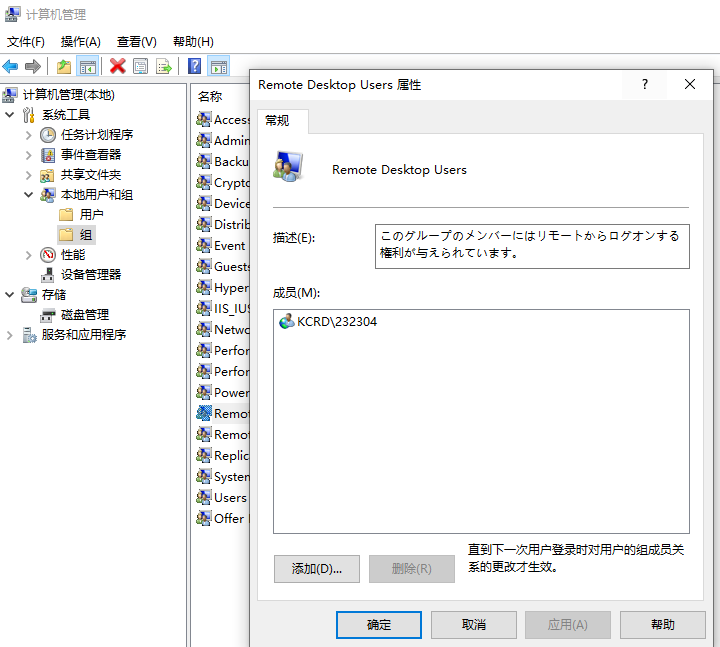 计算机管理
文件(F) 操作(A) 查看(V) 帮助(H)
计算机管理(本地)
系统工具
任务计划程序
事件查看器
共享文件夹
本地用户和组
用户
组
性能
设备管理器
存储
磁盘管理
服务和应用程序
名称
Access
Admin
Backu
Crypto
Device
Distrib
Event
Guests
Hyper
IIS_IUS
Netwo
Perfor
Perfor
Power
Remot
Remot
Replic
System
Users
Offer
Remote Desktop Users 属性
?
常规
Remote Desktop Users
描述(E):
このグループのメンバーにはリモートからログオンする
権利が与えられています。
成员(M):
KCRD\232304
添加(D)...
删除(R)
直到下一次用户登录时对用户的组成员关
系的更改才生效。
确定
取消
应用(A)
帮助